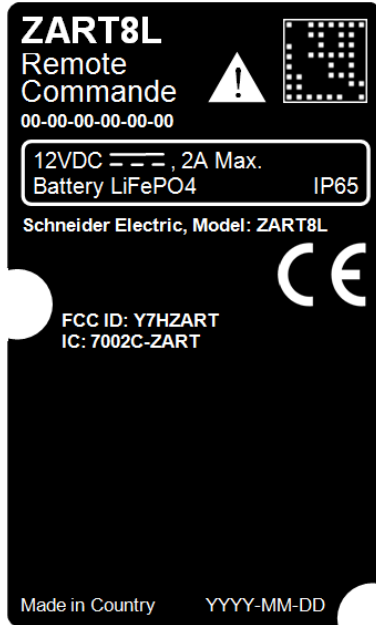 ZART8L
Remote
Commande
00-00-00-00-00-00
12VDC ⎓, 2A Max.
Battery LiFePO4 IP65
Schneider Electric, Model: ZART8L
CE
FCC ID: Y7HZART
IC: 7002C-ZART
Made in Country YYYY-MM-DD